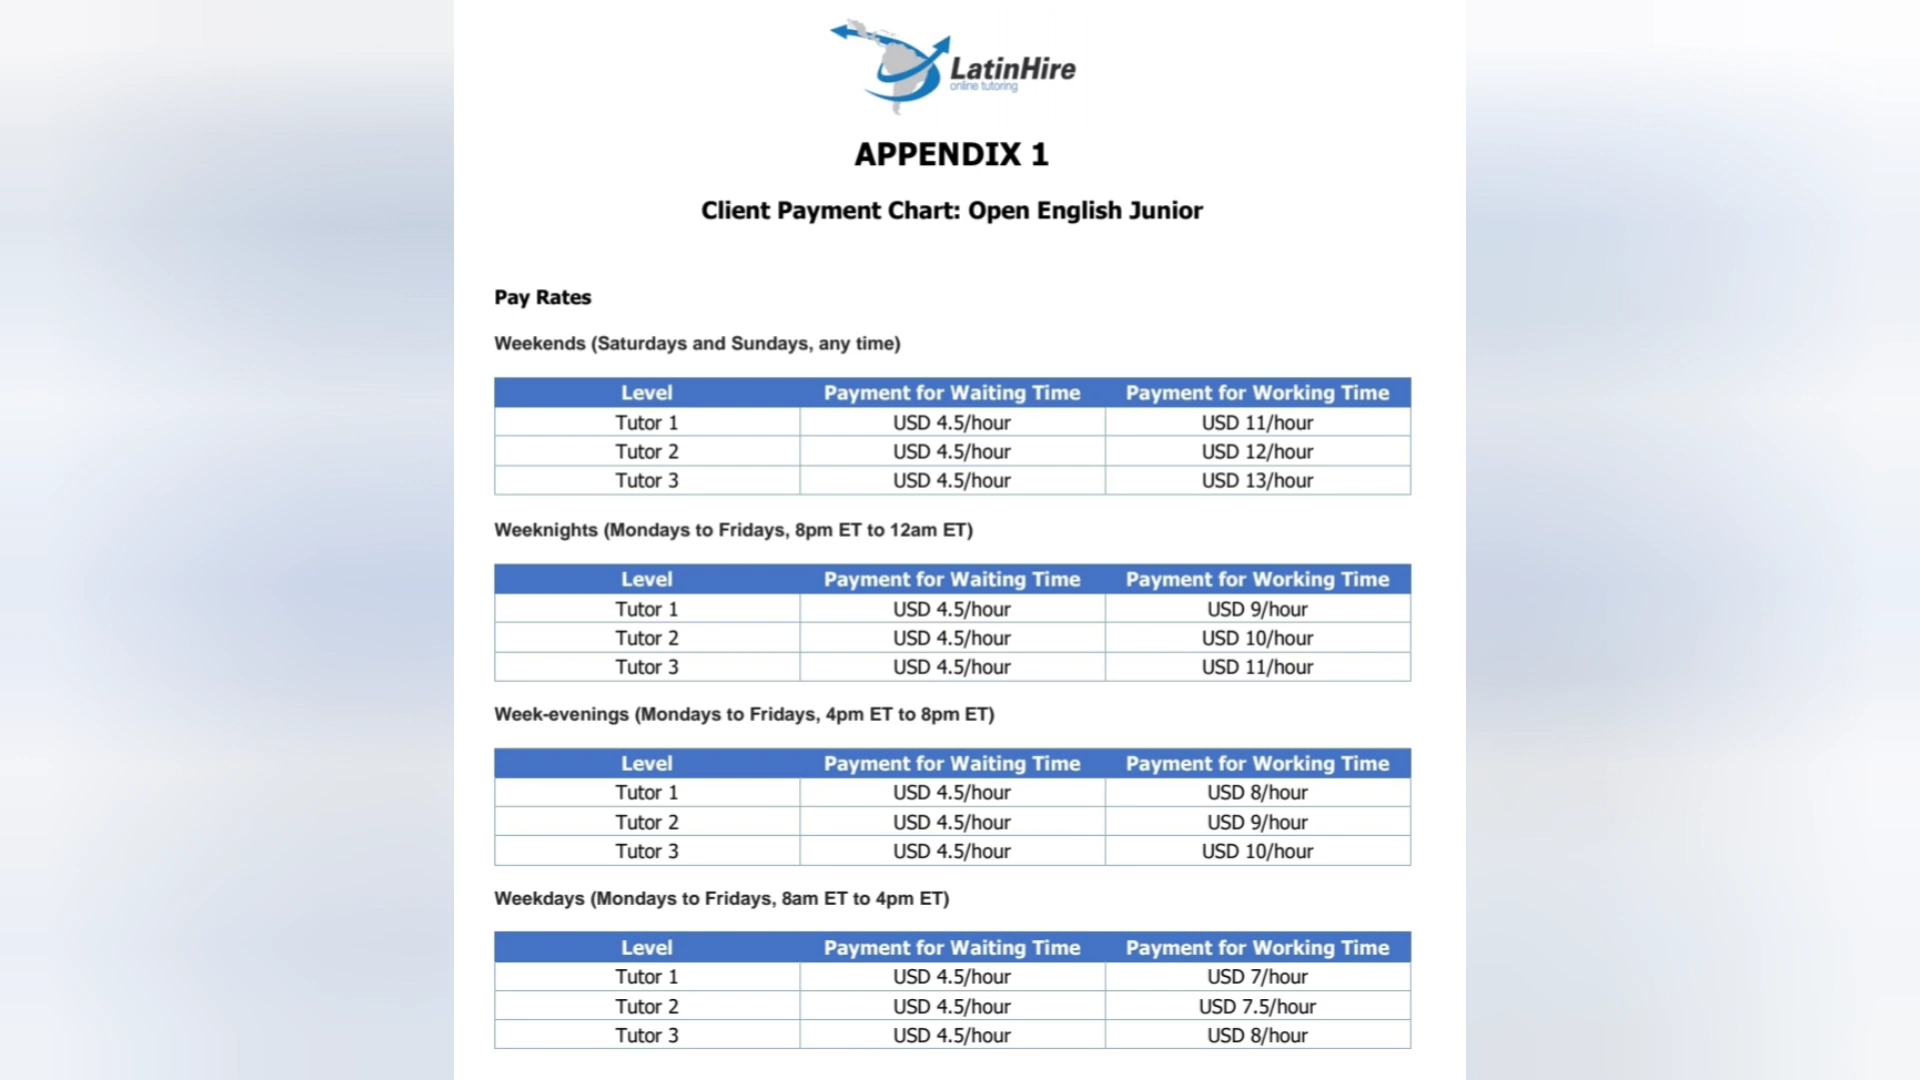 LatinHire
online tutoring
APPENDIX 1
Client Payment Chart: Open English Junior
Pay Rates
Weekends (Saturdays and Sundays, any time)
Level Payment for Waiting Time Payment for Working Time
Tutor 1 USD 4.5/hour USD 11/hour
Tutor 2 USD 4.5/hour USD 12/hour
Tutor 3 USD 4.5/hour USD 13/hour
Weeknights (Mondays to Fridays, 8pm ET to 12am ET)
Level Payment for Waiting Time Payment for Working Time
Tutor 1 USD 4.5/hour USD 9/hour
Tutor 2 USD 4.5/hour USD 10/hour
Tutor 3 USD 4.5/hour USD 11/hour
Week-evenings (Mondays to Fridays, 4pm ET to 8pm ET)
Level Payment for Waiting Time Payment for Working Time
Tutor 1 USD 4.5/hour USD 8/hour
Tutor 2 USD 4.5/hour USD 9/hour
Tutor 3 USD 4.5/hour USD 10/hour
Weekdays (Mondays to Fridays, 8am ET to 4pm ET)
Level Payment for Waiting Time Payment for Working Time
Tutor 1 USD 4.5/hour USD 7/hour
Tutor 2 USD 4.5/hour USD 7.5/hour
Tutor 3 USD 4.5/hour USD 8/hour